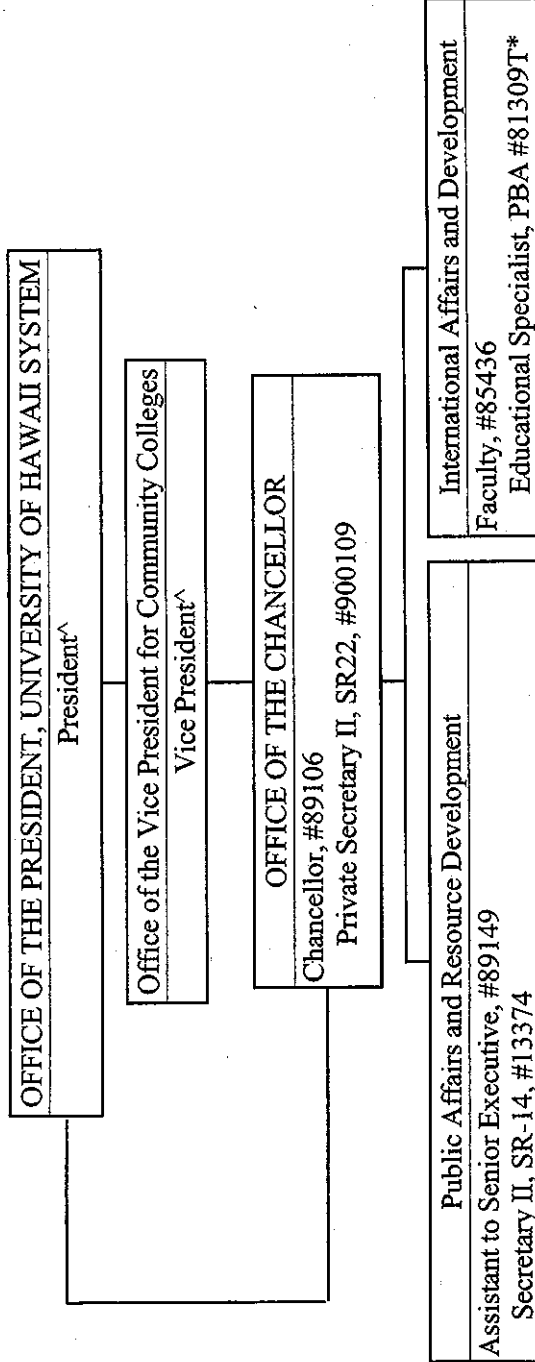 OFFICE OF THE PRESIDENT, UNIVERSITY OF HAWAII SYSTEM
President^
Office of the Vice President for Community Colleges
Vice President^
OFFICE OF THE CHANCELLOR
Chancellor, #89106
Private Secretary II, SR22, #900109
Public Affairs and Resource Development
Assistant to Senior Executive, #89149
Secretary II, SR-14, #13374
International Affairs and Development
Faculty, #85436
Educational Specialist, PBA #81309T*